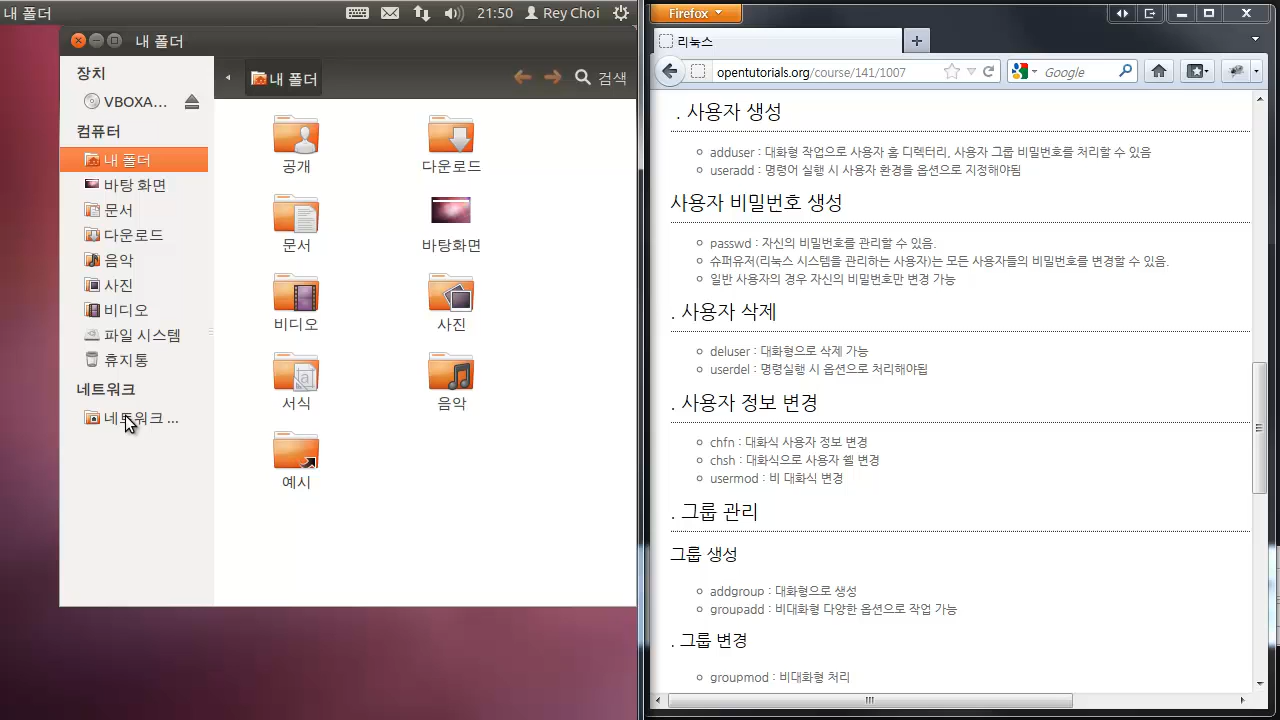 내 폴더
21:50
Rey Choi
내 폴더
장치
VBOXA...
컴퓨터
내 폴더
바탕 화면
문서
다운로드
음악
사진
비디오
파일 시스템
휴지통
네트워크
네트워크 ...
내 폴더
검색
공개
다운로드
문서
바탕화면
비디오
사진
서식
음악
예시
Firefox
리눅스
opentutorials.org/course/141/1007
Google
. 사용자 생성
adduser : 대화형 작업으로 사용자 홈 디렉터리, 사용자 그룹 비밀번호를 처리할 수 있음
useradd : 명령어 실행 시 사용자 환경을 옵션으로 지정해야됨
사용자 비밀번호 생성
passwd : 자신의 비밀번호를 관리할 수 있음.
슈퍼유저(리눅스 시스템을 관리하는 사용자)는 모든 사용자들의 비밀번호를 변경할 수 있음.
일반 사용자의 경우 자신의 비밀번호만 변경 가능
. 사용자 삭제
deluser : 대화형으로 삭제 가능
userdel : 명령실행 시 옵션으로 처리해야됩
. 사용자 정보 변경
chfn : 대화식 사용자 정보 변경
chsh : 대화식으로 사용자 쉘 변경
usermod : 비 대화식 변경
. 그룹 관리
그룹 생성
addgroup : 대화형으로 생성
groupadd : 비대화형 다양한 옵션으로 작업 가능
. 그룹 변경
groupmod : 비대화형 처리